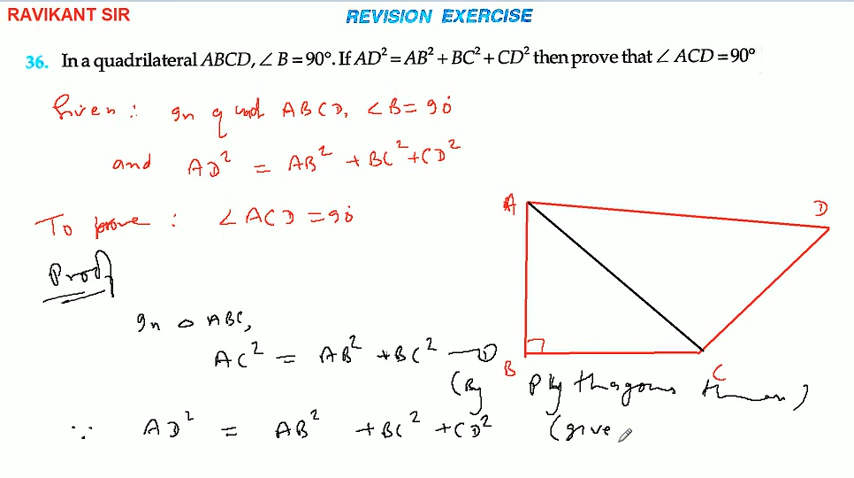 RAVIKANT SIR
REVISION EXERCISE
36. In a quadrilateral ABCD, ∠ B = 90°. If AD² = AB² + BC² + CD² then prove that ∠ ACD = 90°
Given : In quad ABCD, ∠B = 90°
and AD² = AB² + BC² + CD²
To prove : ∠ACD = 90°
Proof
In △ ABC,
AC² = AB² + BC² —①
(By Pythagorus
∵ AD² = AB² + BC² + CD² (give
A
D
B
C